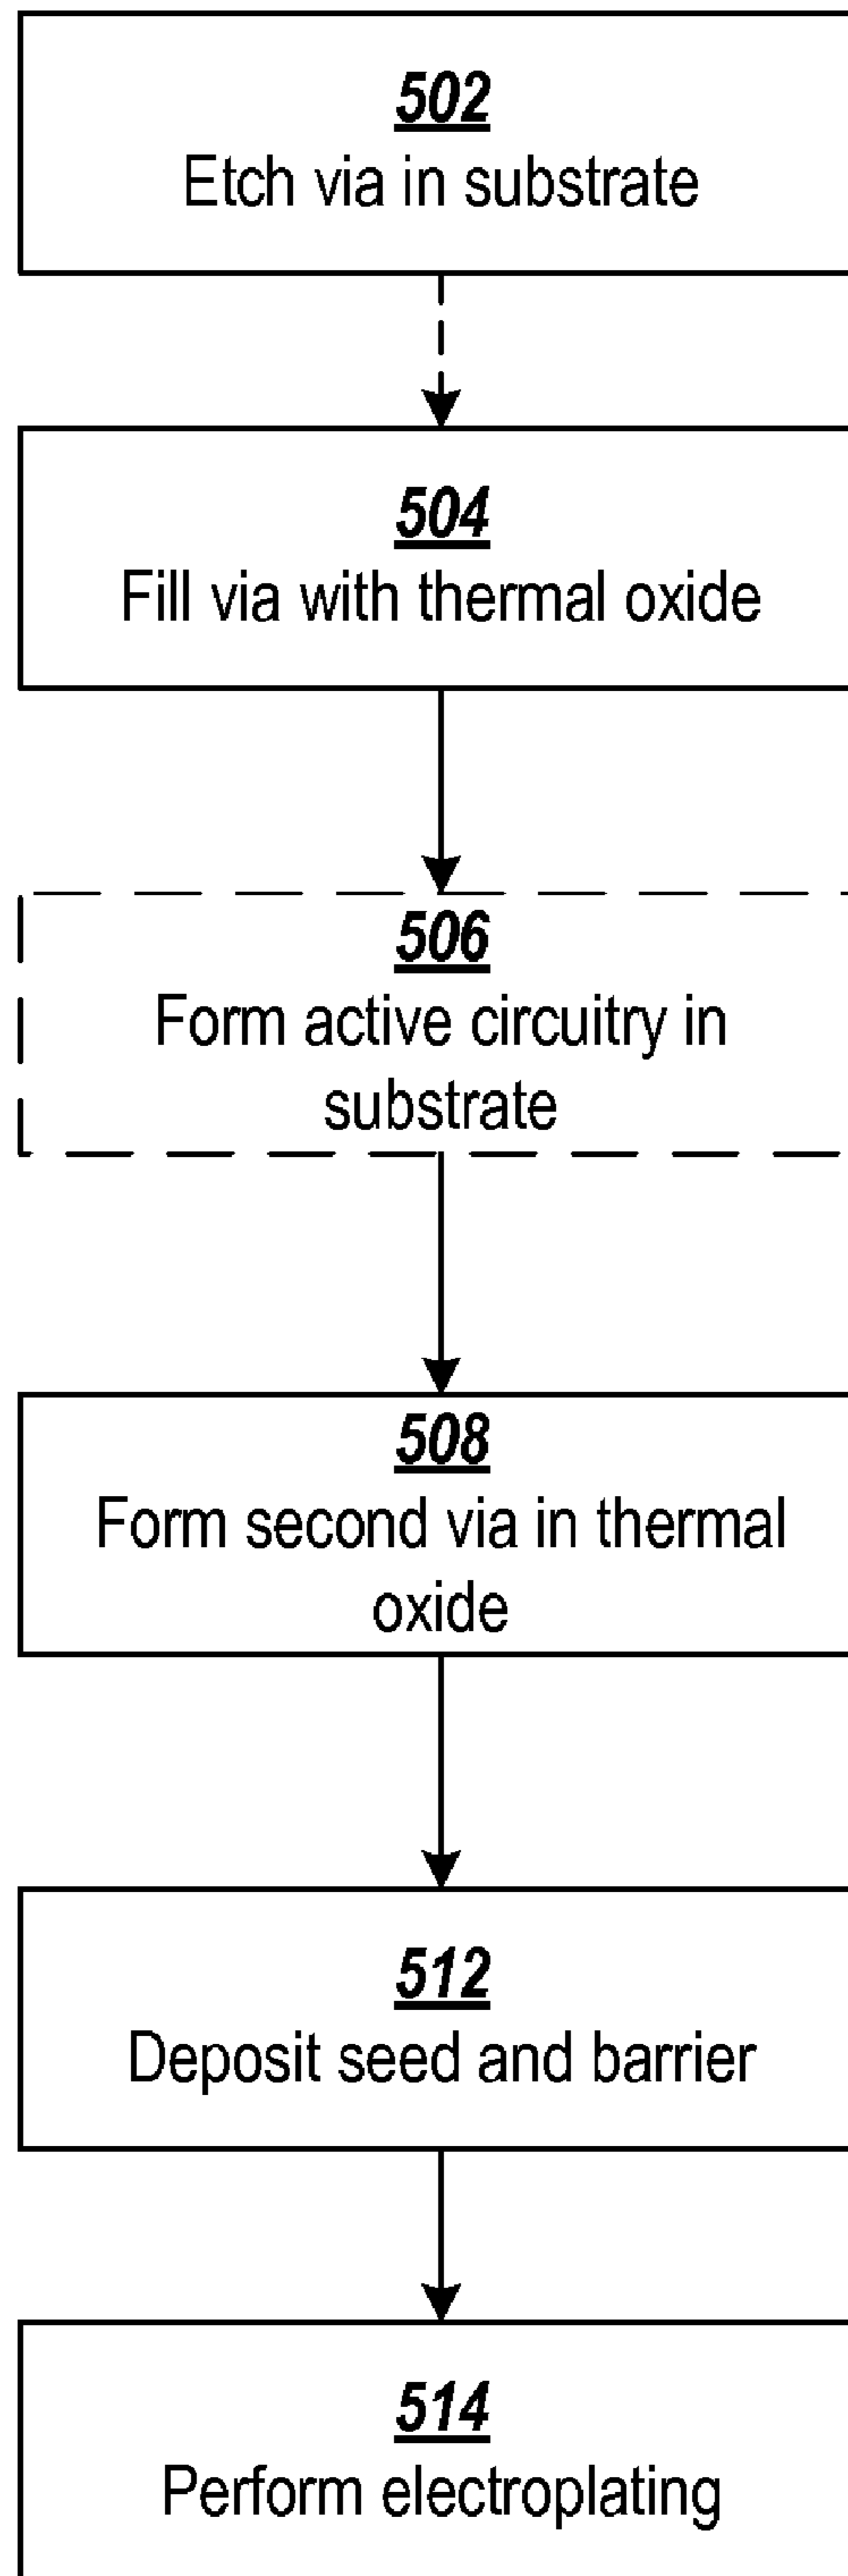 502
Etch via in substrate
504
Fill via with thermal oxide
506
Form active circuitry in
substrate
508
Form second via in thermal
oxide
512
Deposit seed and barrier
514
Perform electroplating